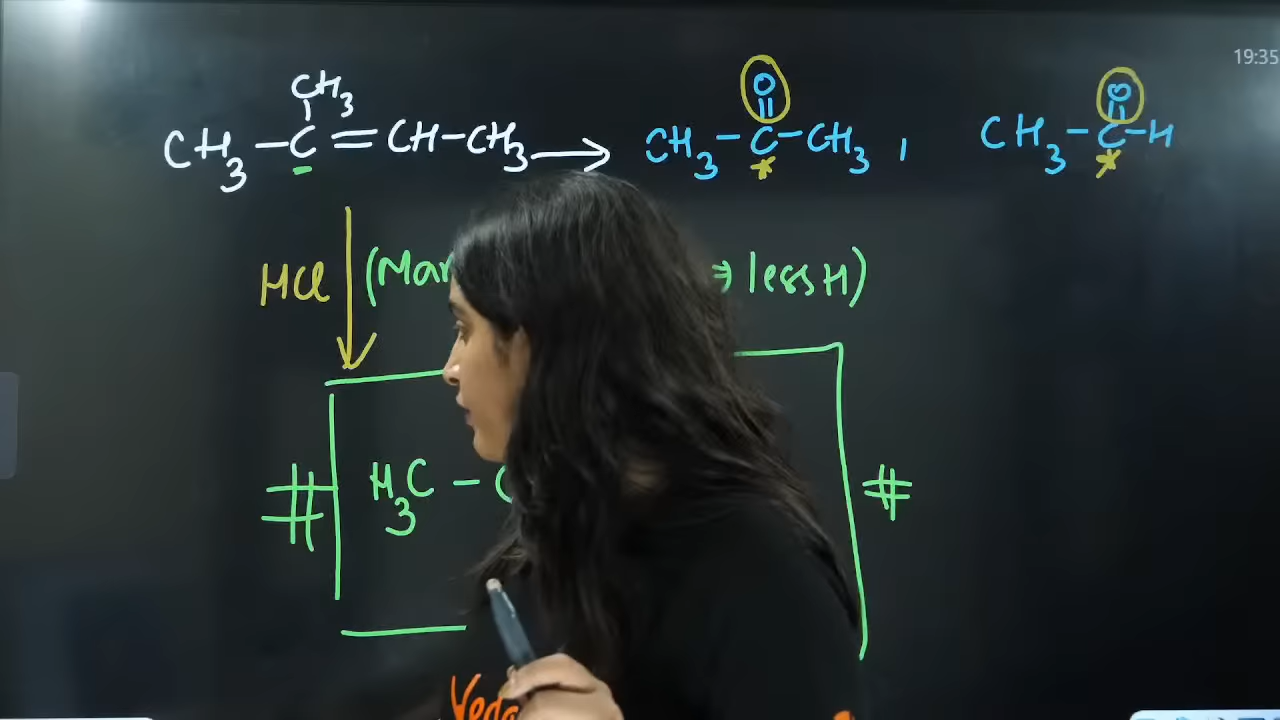 19:35
CH3
CH3-C=CH-CH3 → CH3-C-CH3 , CH3-C-H
O O
HCl (Mar ⇒ less H)
# H3C - C #